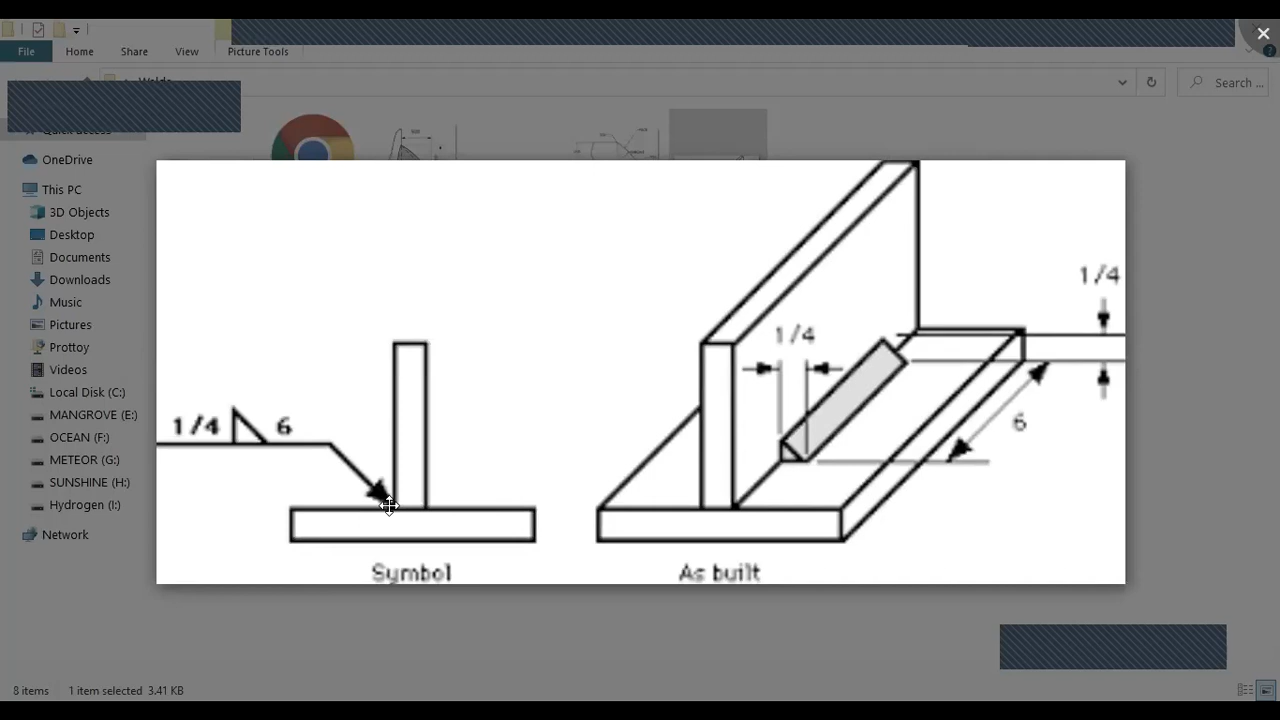 File Home Share View Picture Tools
Search ...
OneDrive
This PC
3D Objects
Desktop
Documents
Downloads
Music
Pictures
Prottoy
Videos
Local Disk (C:)
MANGROVE (E:)
OCEAN (F:)
METEOR (G:)
SUNSHINE (H:)
Hydrogen (I:)
Network
1/4 6
Symbol
1/4
1/4
6
As built
8 items 1 item selected 3.41 KB